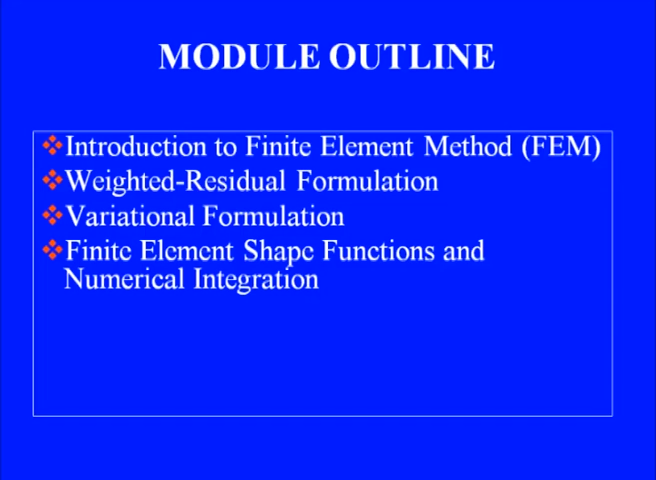 MODULE OUTLINE
❖Introduction to Finite Element Method (FEM)
❖Weighted-Residual Formulation
❖Variational Formulation
❖Finite Element Shape Functions and
Numerical Integration